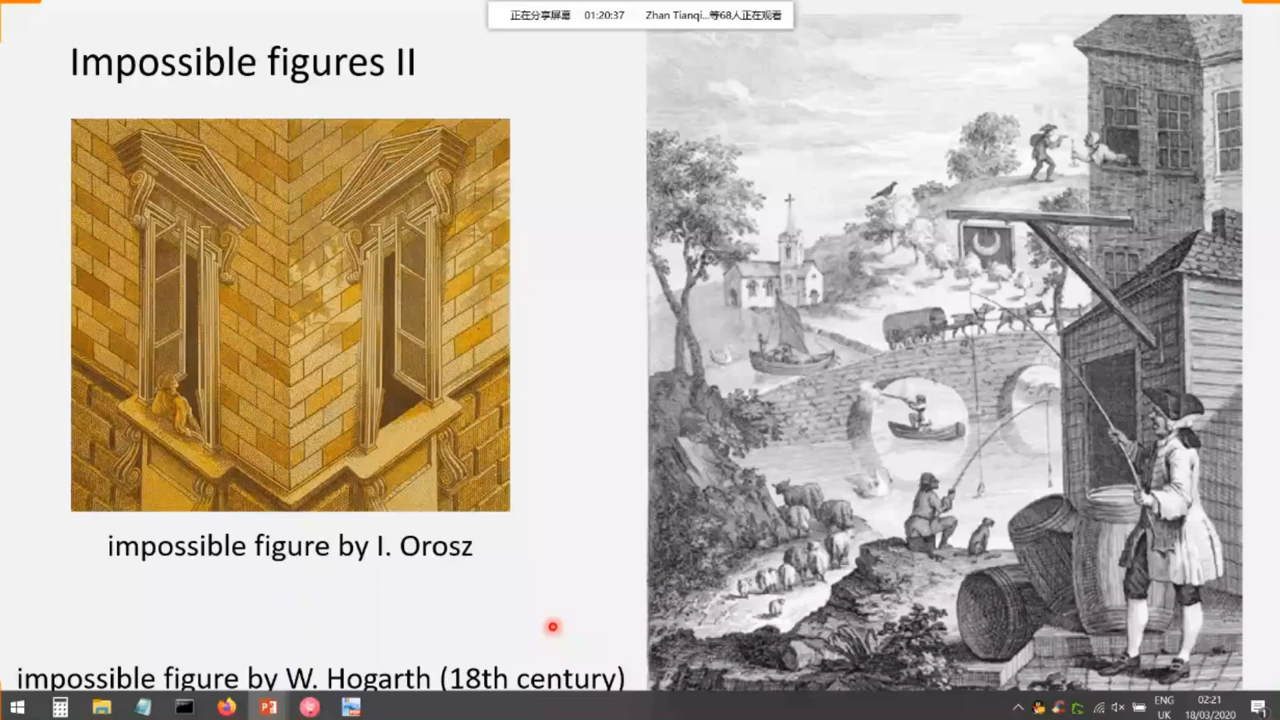 正在分享屏幕 01:20:37 Zhan Tianqi...等68人正在观看
Impossible figures II
impossible figure by I. Orosz
impossible figure by W. Hogarth (18th century)
ENG
UK
02:21
18/03/2020